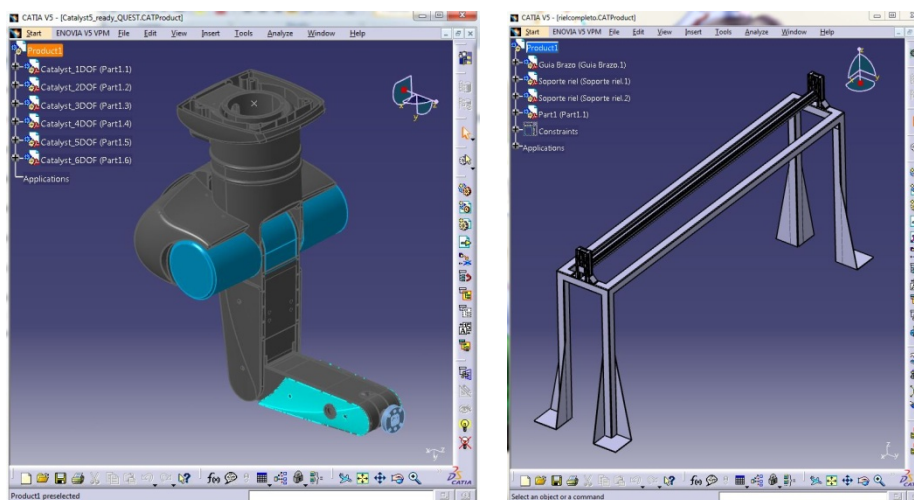 CATIA V5 - [Catalyst5_ready_QUEST.CATProduct]
Start ENOVIA V5 VPM File Edit View Insert Tools Analyze Window Help
Product1
Catalyst_1DOF (Part1.1)
Catalyst_2DOF (Part1.2)
Catalyst_3DOF (Part1.3)
Catalyst_4DOF (Part1.4)
Catalyst_5DOF (Part1.5)
Catalyst_6DOF (Part1.6)
Applications
Product1 preselected
CATIA V5 - [rielcompleto.CATProduct]
Start ENOVIA V5 VPM File Edit View Insert Tools Analyze Window Help
Product1
Guia Brazo (Guia Brazo.1)
Soporte riel (Soporte riel.1)
Soporte riel (Soporte riel.2)
Part1 (Part1.1)
Constraints
Applications
Select an object or a command